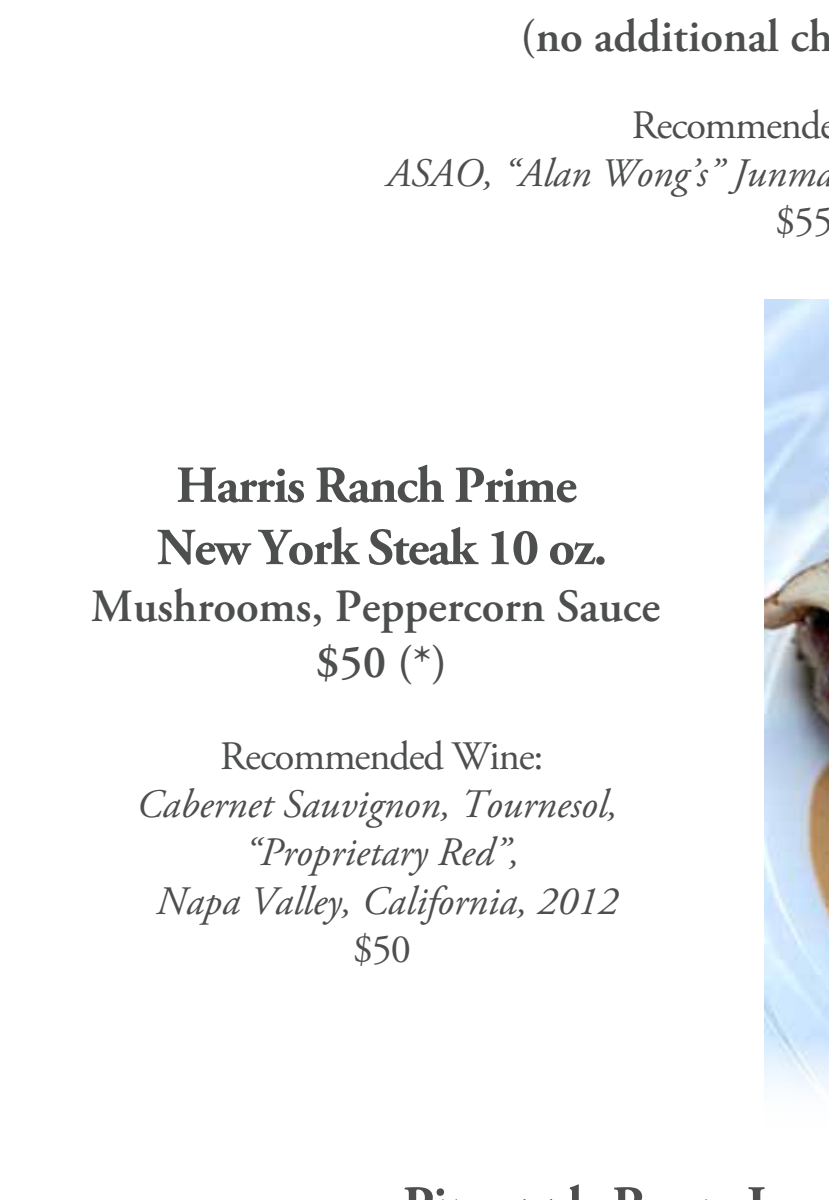 (no additional
Recommende
ASAO, “Alan Wong’s” Junma
$55
Harris Ranch Prime
New York Steak 10 oz.
Mushrooms, Peppercorn Sauce
$50 (*)
Recommended Wine:
Cabernet Sauvignon, Tournesol,
“Proprietary Red”,
Napa Valley, California, 2012
$50